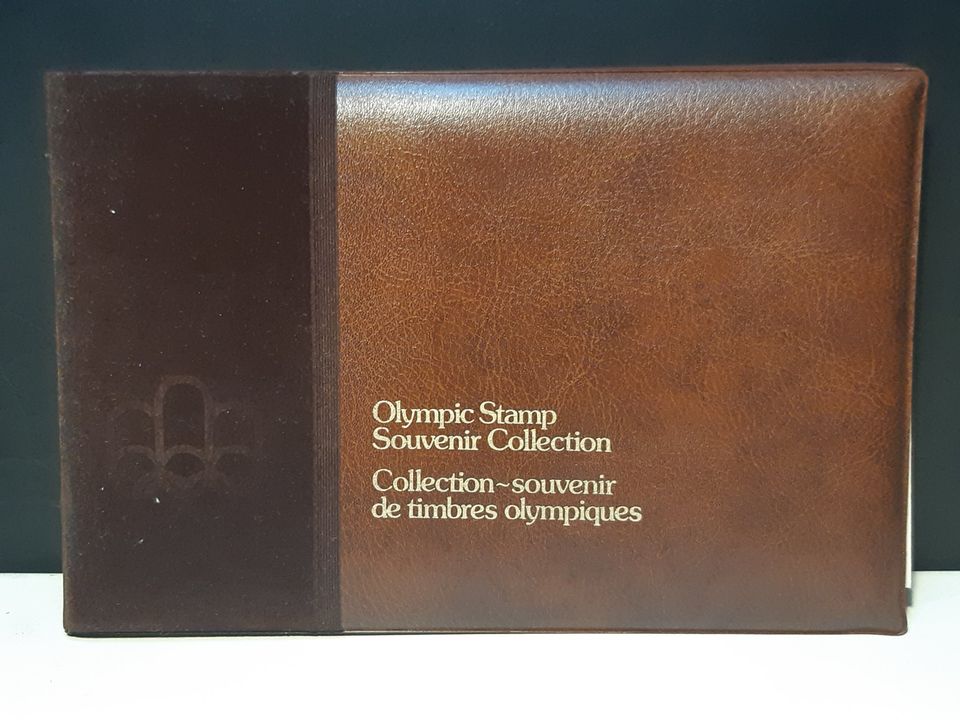 Olympic Stamp
Souvenir Collection
Collection~souvenir
de timbres olympiques